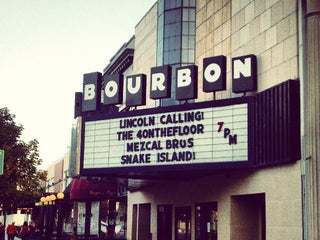 BOURBON
LINCOLN CALLING!
THE 4ONTHEFLOOR
MEZCAL BRUS
SNAKE ISLAND!
7PM